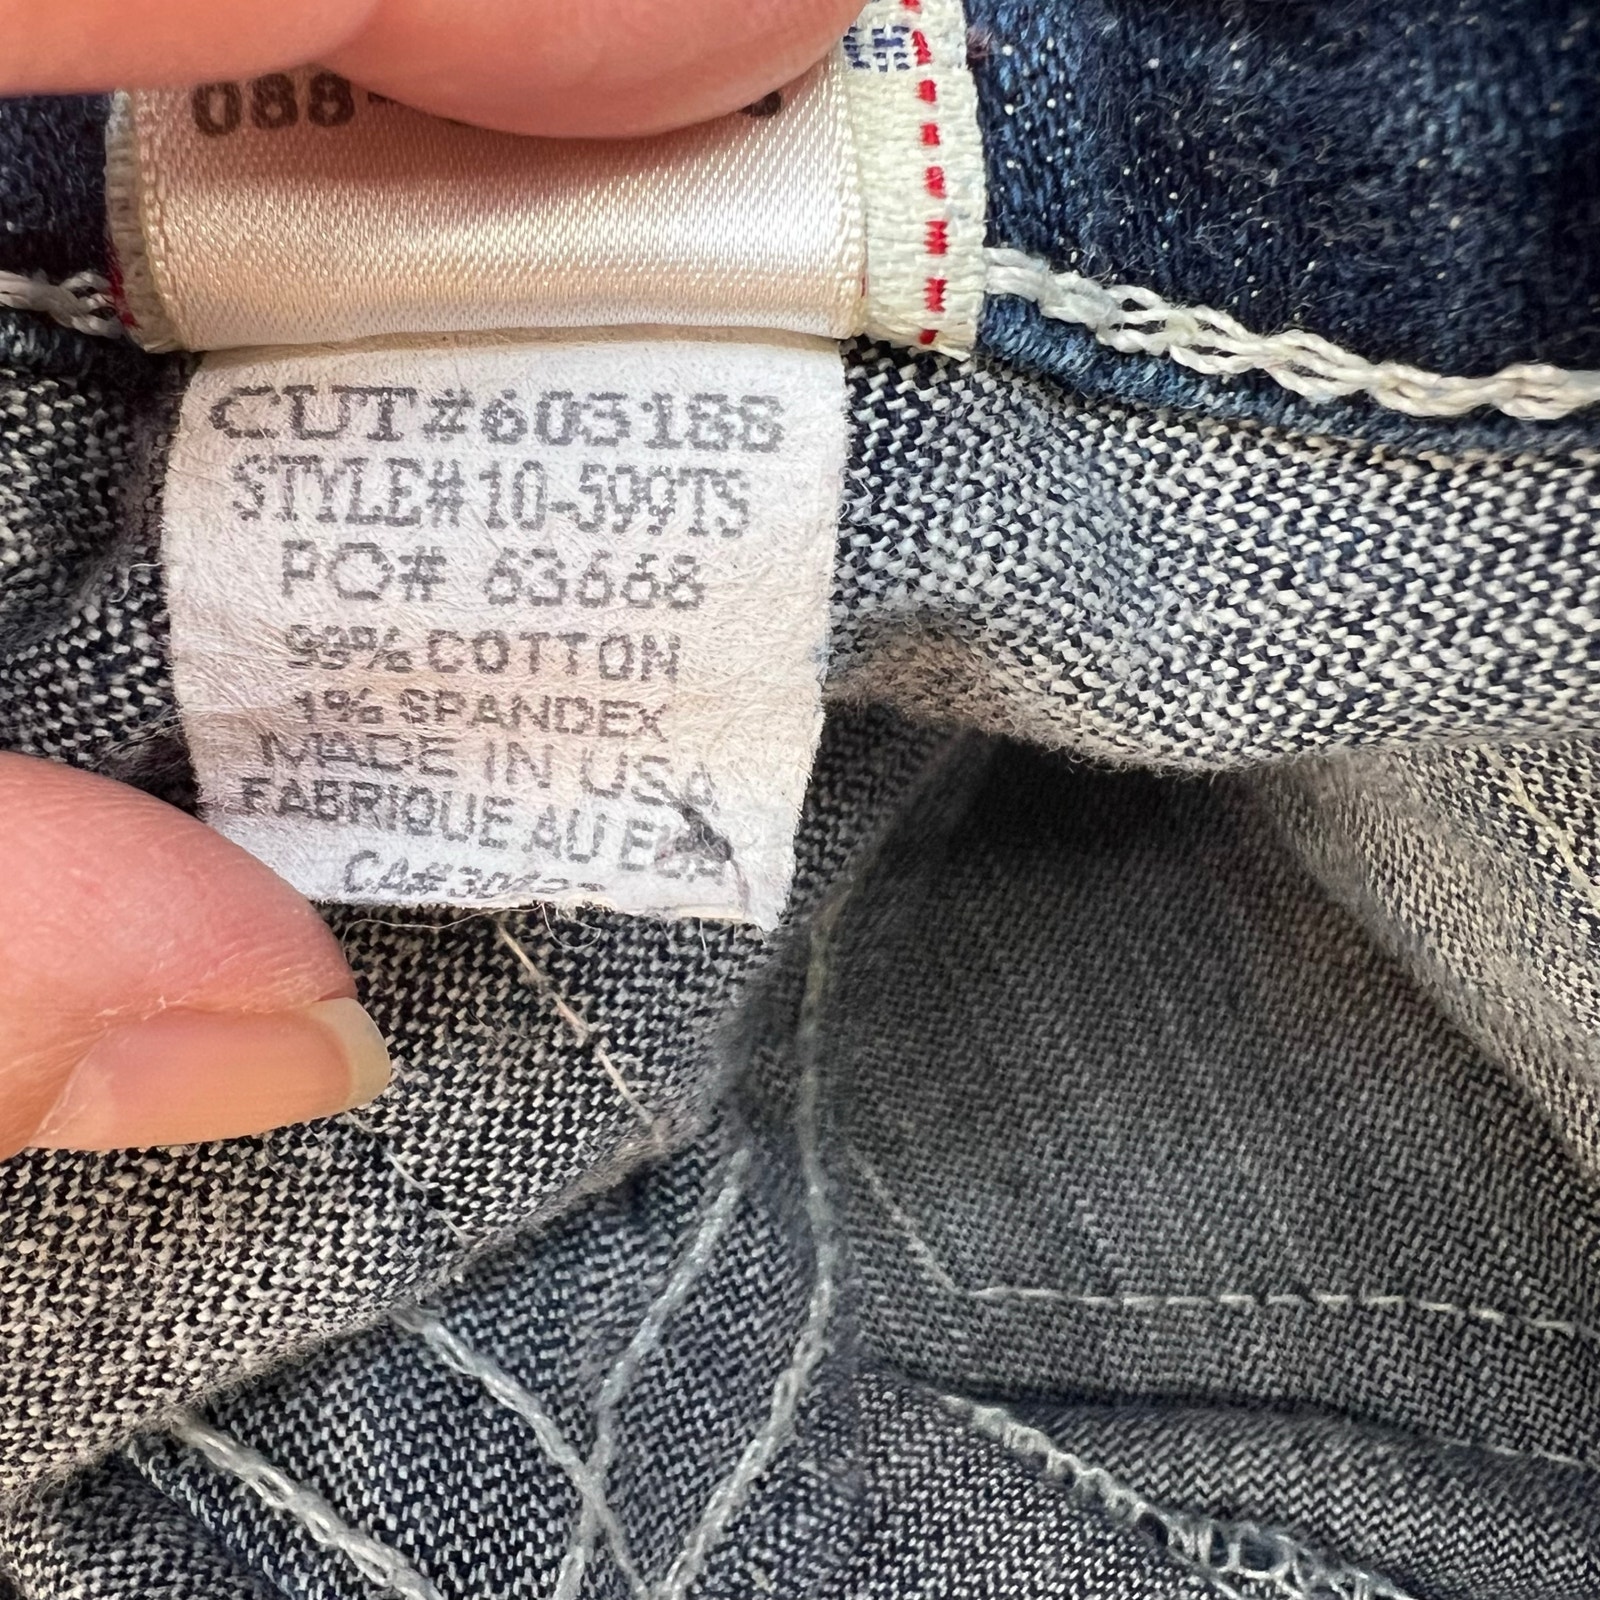 088-
CUT#603188
STYLE#10-599TS
PO# 63668
99% COTTON
1% SPANDEX
MADE IN USA
FABRIQUE AU